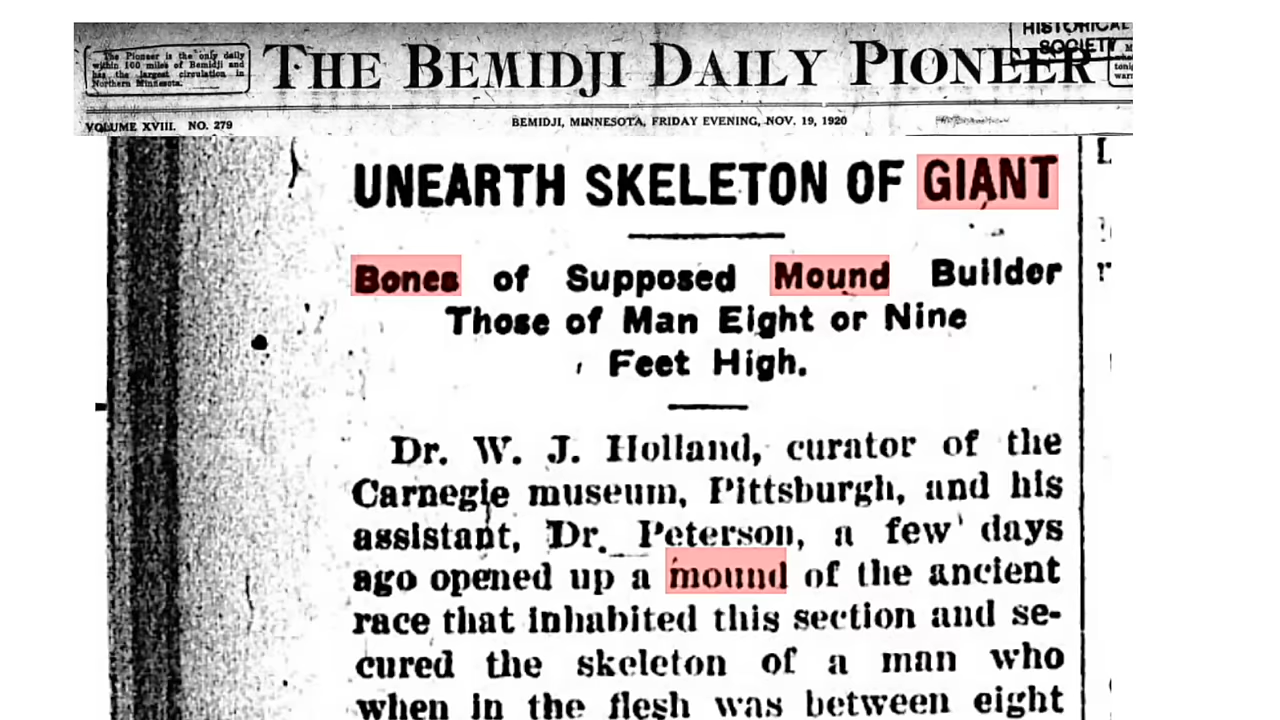 HISTORICAL
SOCIETY
The Pioneer is the only daily
within 100 miles of Bemidji and
has the largest circulation in
Northern Minnesota.
THE BEMIDJI DAILY PIONEER
VOLUME XVIII. NO. 279
BEMIDJI, MINNESOTA, FRIDAY EVENING, NOV. 19, 1920
UNEARTH SKELETON OF GIANT
Bones of Supposed Mound Builder
Those of Man Eight or Nine
Feet High.
Dr. W. J. Holland, curator of the
Carnegie museum, Pittsburgh, and his
assistant, Dr. Peterson, a few days
ago opened up a mound of the ancient
race that inhabited this section and se-
cured the skeleton of a man who
when in the flesh was between eight